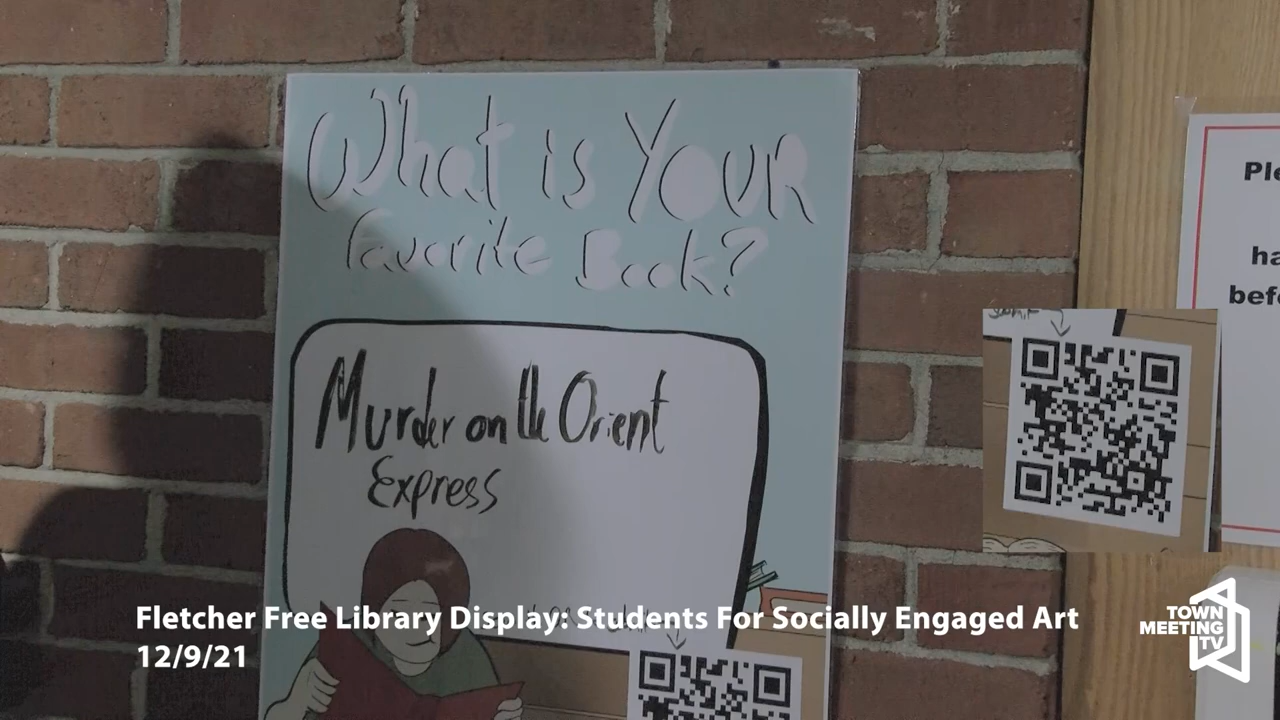 What is YOUR
favorite Book?
Murder on the Orient
Express
Ple
ha
befo
Fletcher Free Library Display: Students For Socially Engaged Art
12/9/21
TOWN
MEETING
TV